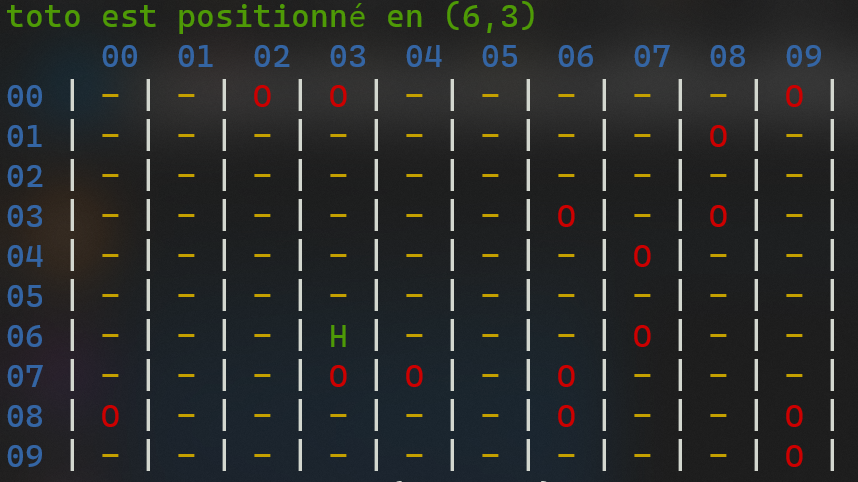 toto est positionné en (6,3)
00 01 02 03 04 05 06 07 08 09
00 | - | - | O | O | - | - | - | - | - | O |
01 | - | - | - | - | - | - | - | - | O | - |
02 | - | - | - | - | - | - | - | - | - | - |
03 | - | - | - | - | - | - | O | - | O | - |
04 | - | - | - | - | - | - | - | O | - | - |
05 | - | - | - | - | - | - | - | - | - | - |
06 | - | - | - | H | - | - | - | O | - | - |
07 | - | - | - | O | O | - | O | - | - | - |
08 | O | - | - | - | - | - | O | - | - | O |
09 | - | - | - | - | - | - | - | - | - | O |